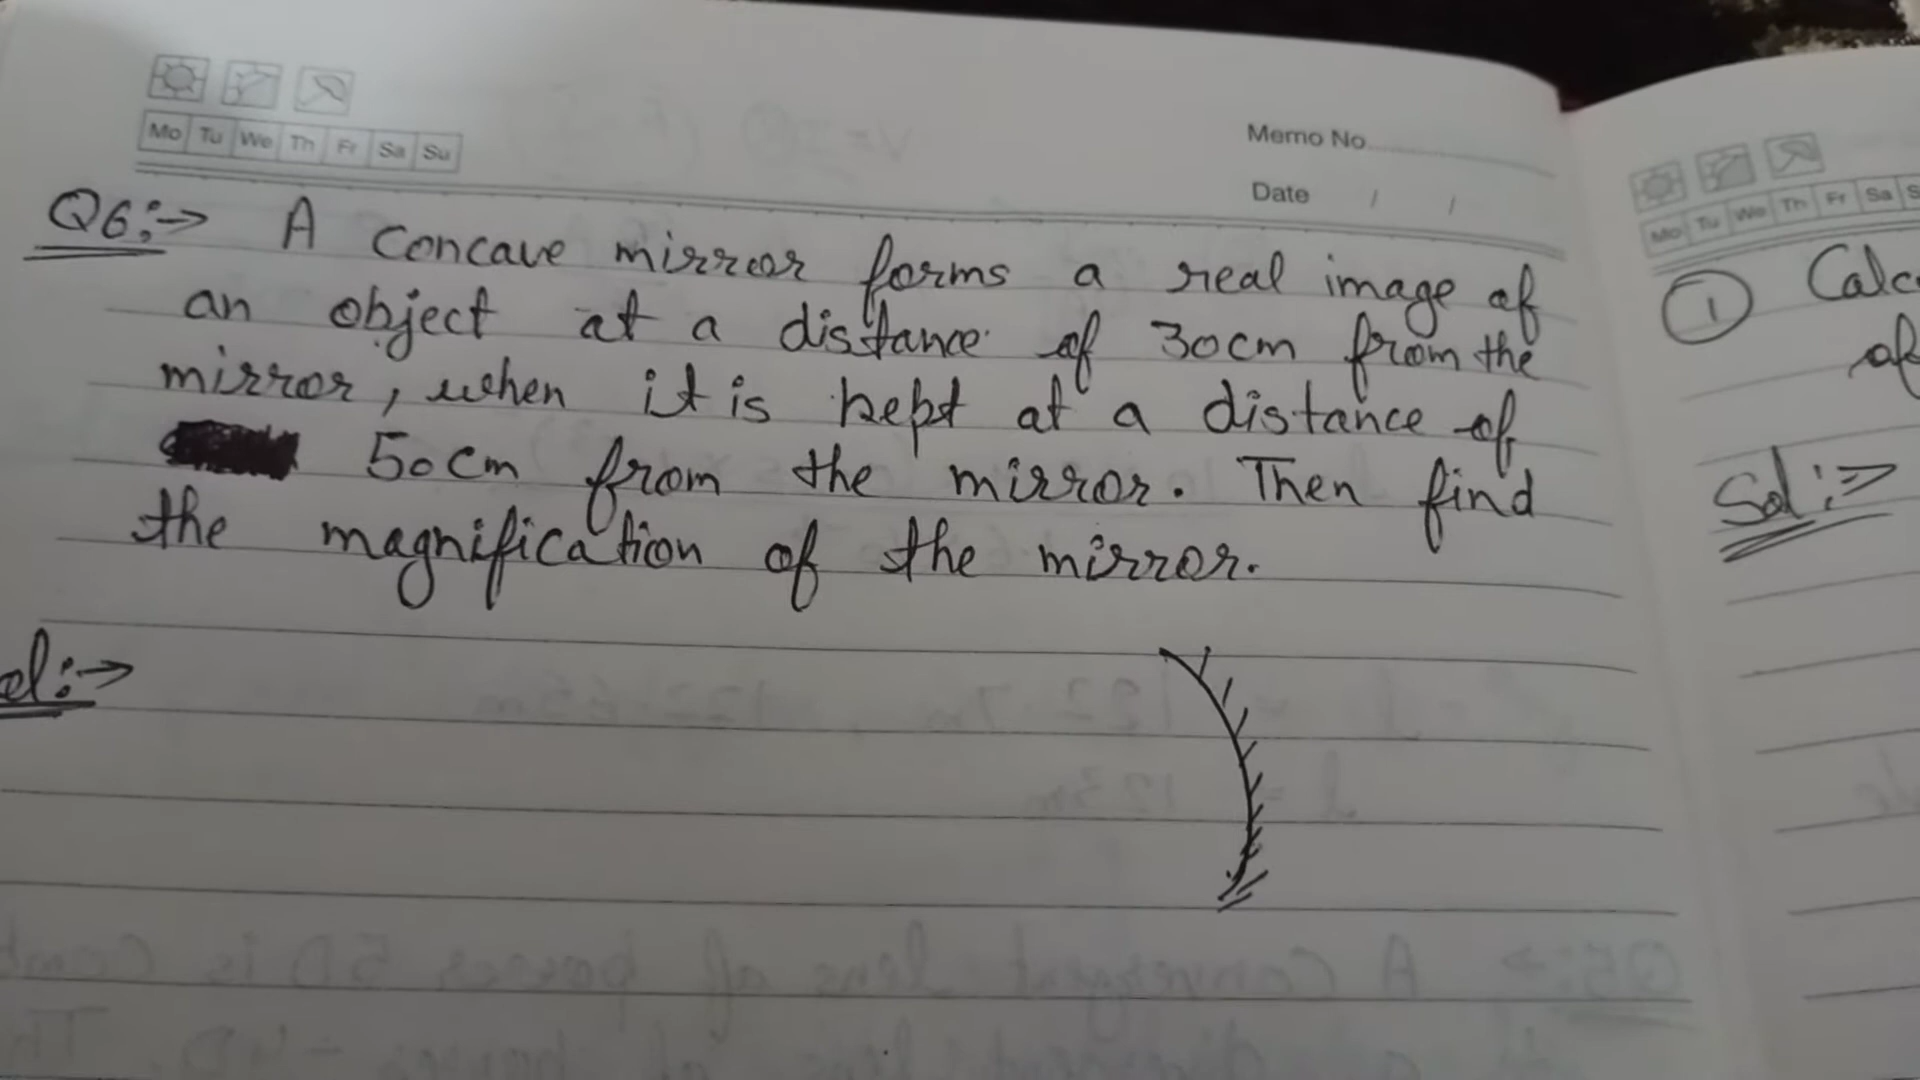 Mo Tu We Th Fr Sa Su
Memo No
Date / /
Q6:→ A Concave mirror forms a real image of
an object at a distance of 30cm from the
mirror, when it is kept at a distance of
50cm from the mirror. Then find
the magnification of the mirror.
ol:→
Mo Tu We Th Fr Sa S
① Calc
of
Sol:→